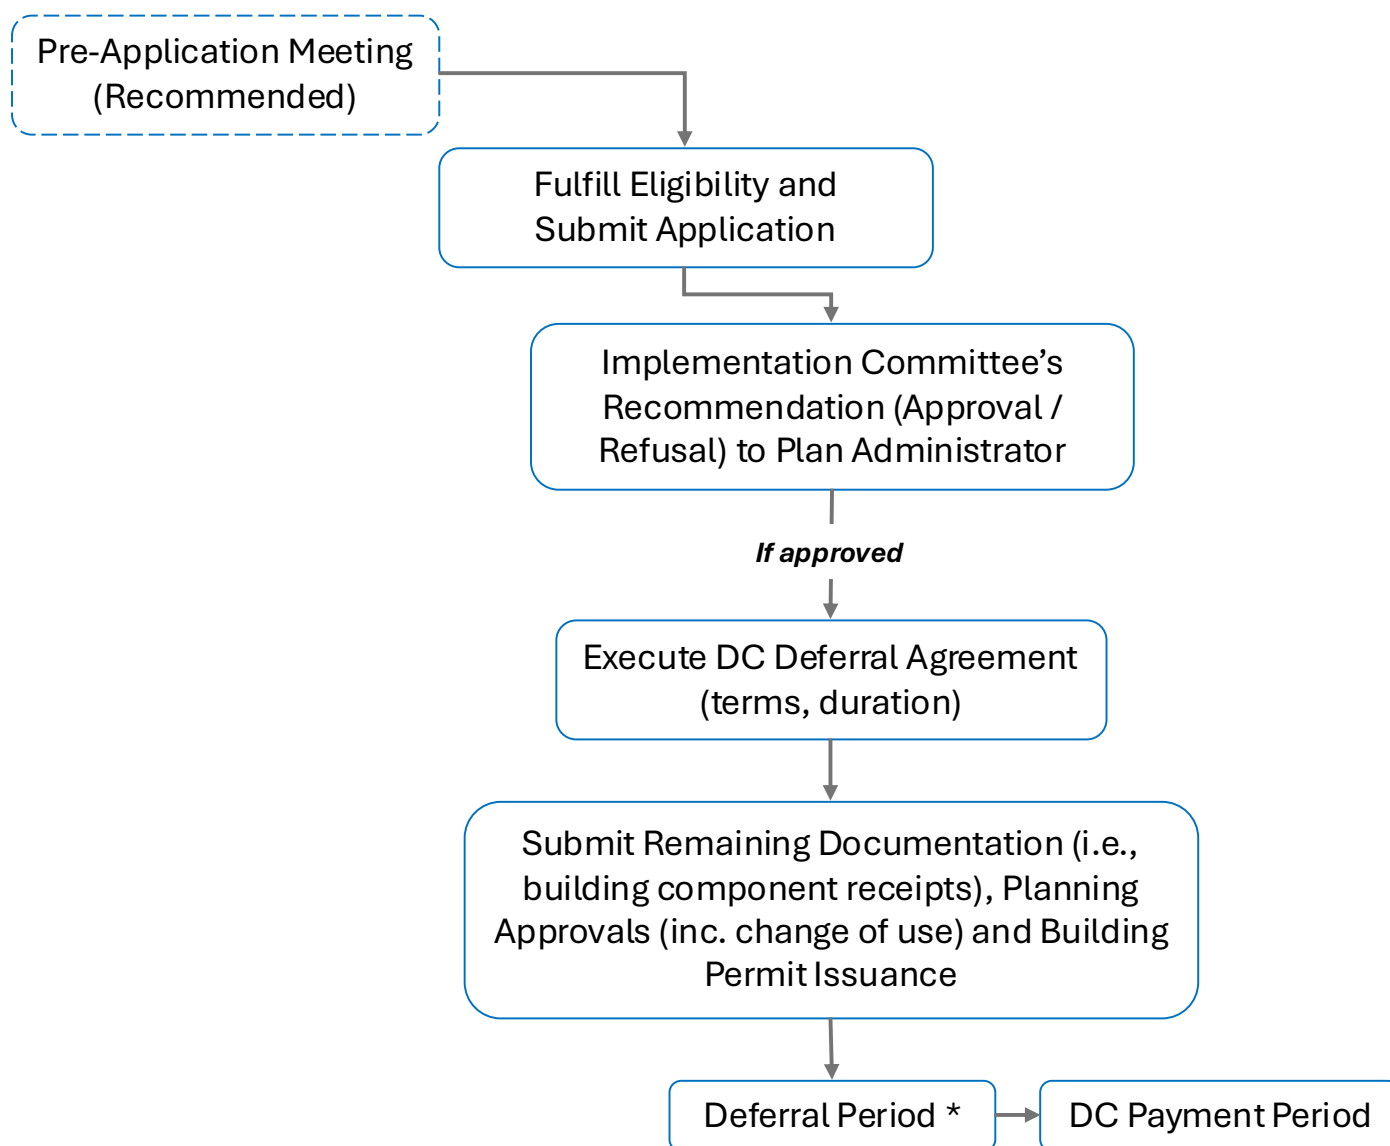 Pre-Application Meeting
(Recommended)
Fulfill Eligibility and
Submit Application
Implementation Committee’s
Recommendation (Approval /
Refusal) to Plan Administrator
If approved
Execute DC Deferral Agreement
(terms, duration)
Submit Remaining Documentation (i.e.,
building component receipts), Planning
Approvals (inc. change of use) and Building
Permit Issuance
Deferral Period *
DC Payment Period